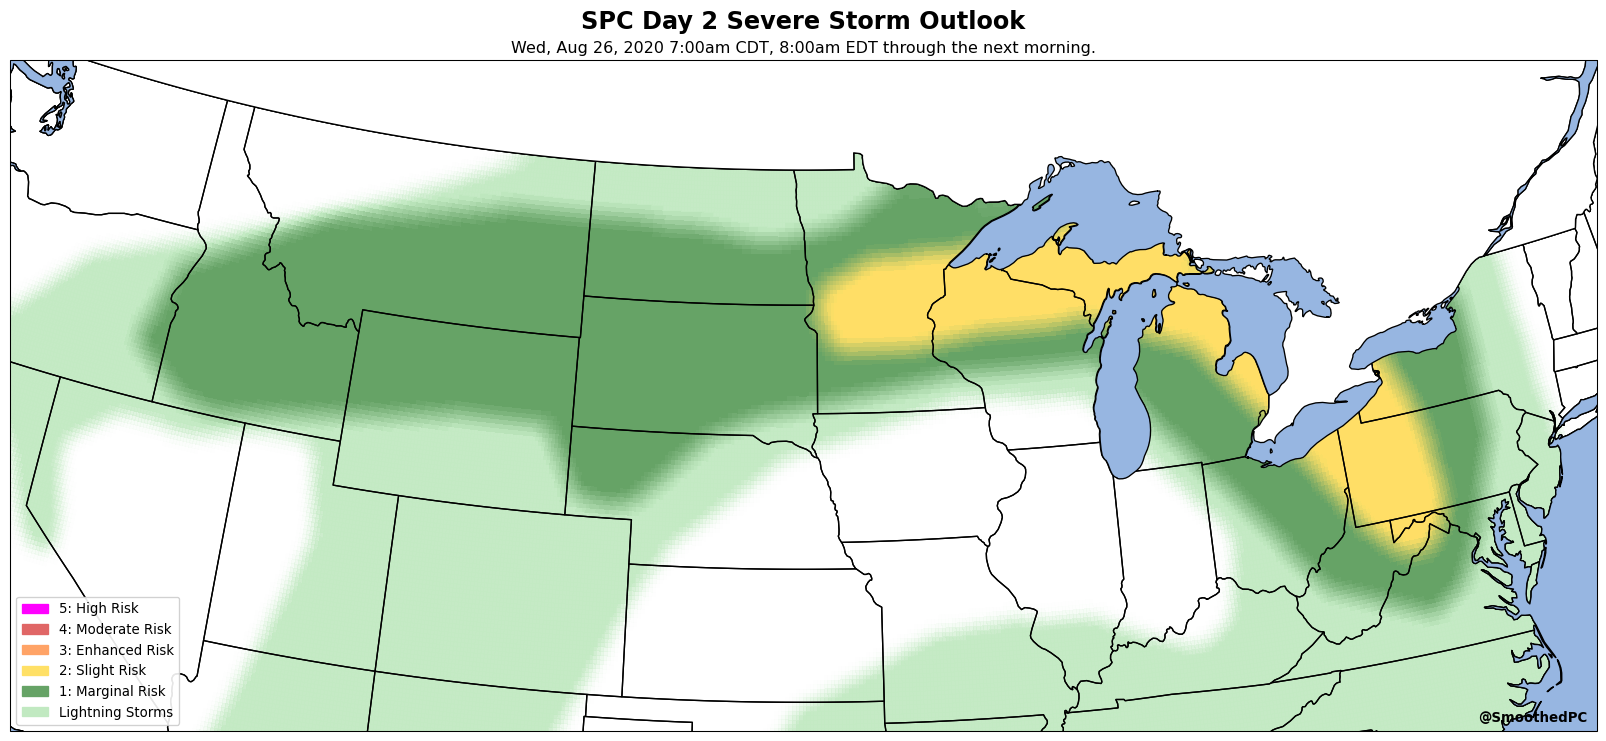 SPC Day 2 Severe Storm Outlook
Wed, Aug 26, 2020 7:00am CDT, 8:00am EDT through the next morning.
5: High Risk
4: Moderate Risk
3: Enhanced Risk
2: Slight Risk
1: Marginal Risk
Lightning Storms
@SmoothedPC